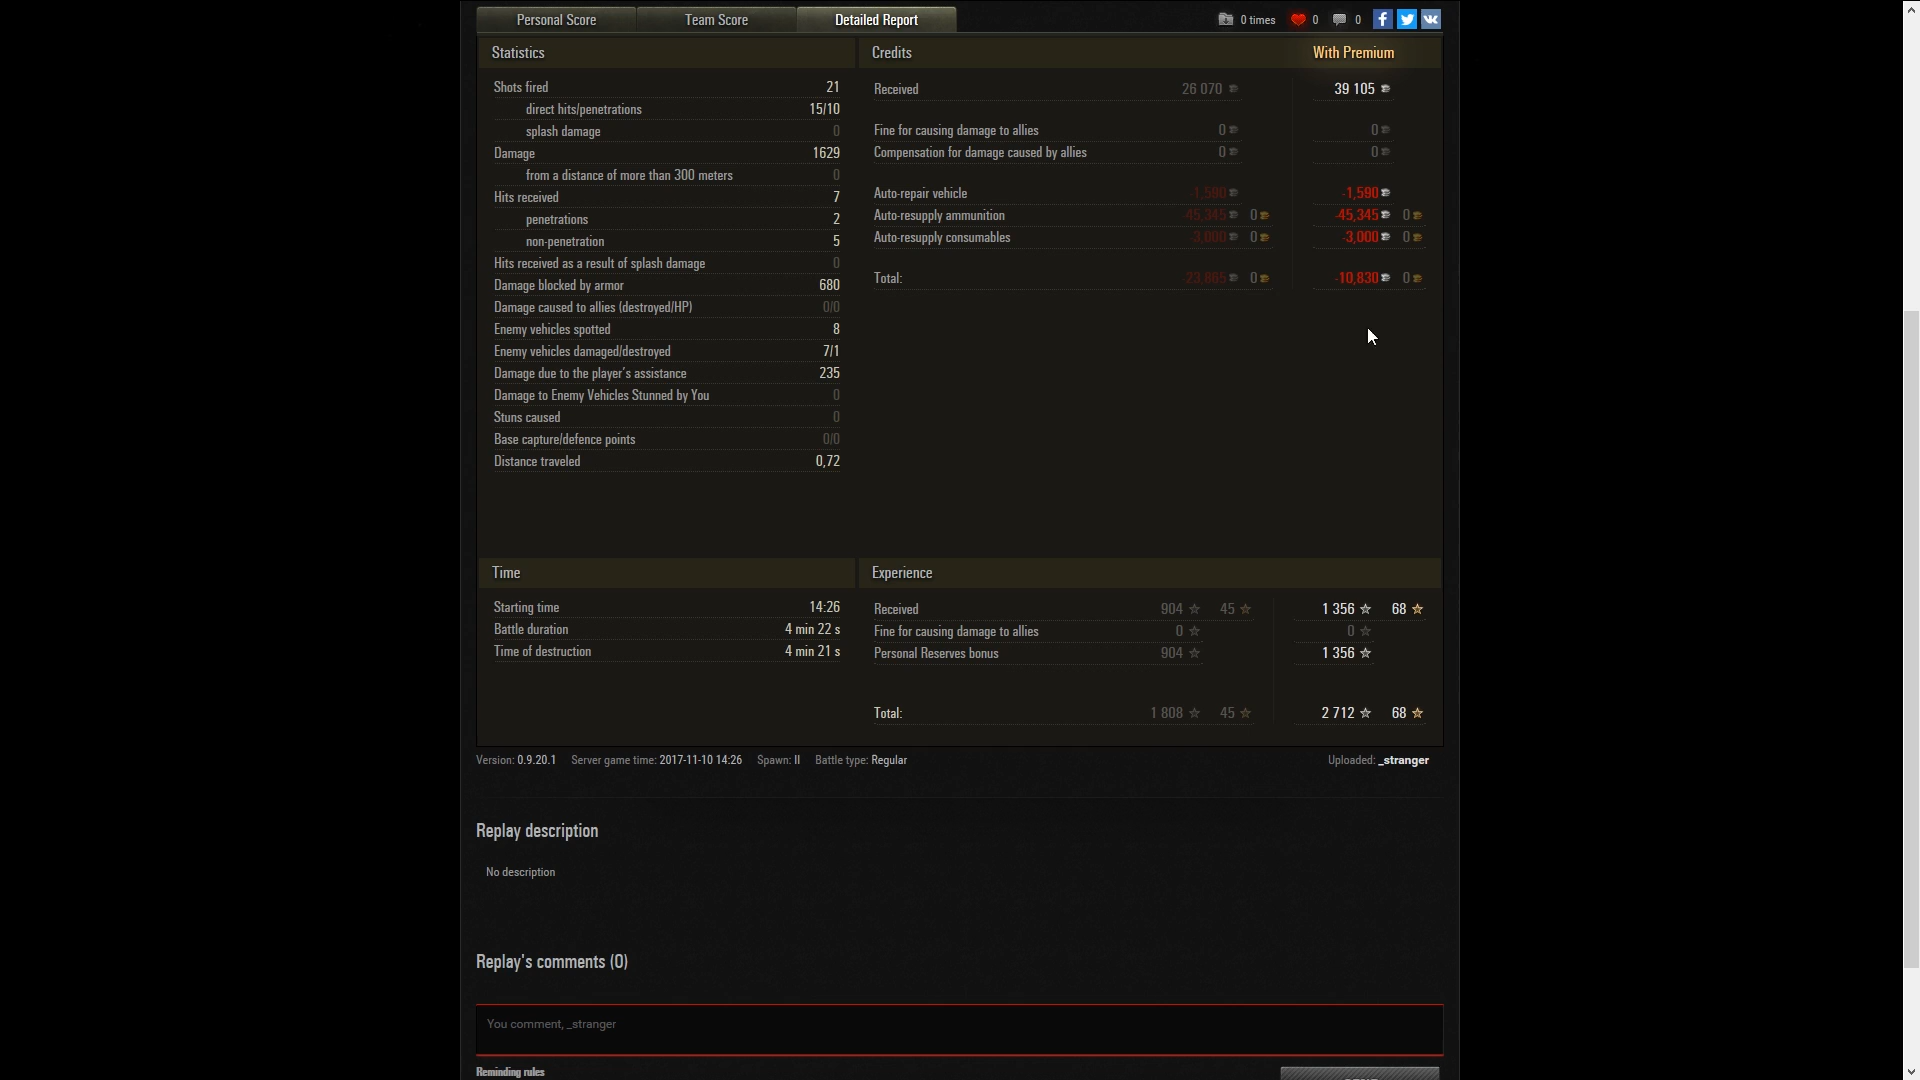 Personal Score Team Score Detailed Report 0 times 0 0
Statistics
Shots fired 21
direct hits/penetrations 15/10
splash damage 0
Damage 1629
from a distance of more than 300 meters 0
Hits received 7
penetrations 2
non-penetration 5
Hits received as a result of splash damage 0
Damage blocked by armor 680
Damage caused to allies (destroyed/HP) 0/0
Enemy vehicles spotted 8
Enemy vehicles damaged/destroyed 7/1
Damage due to the player's assistance 235
Damage to Enemy Vehicles Stunned by You 0
Stuns caused 0
Base capture/defence points 0/0
Distance traveled 0,72
Credits With Premium
Received 26 070 39 105
Fine for causing damage to allies 0 0
Compensation for damage caused by allies 0 0
Auto-repair vehicle -1,590 -1,590
Auto-resupply ammunition -45,345 0 -45,345 0
Auto-resupply consumables -3,000 0 -3,000 0
Total: -23,865 0 -10,830 0
Time
Starting time 14:26
Battle duration 4 min 22 s
Time of destruction 4 min 21 s
Experience
Received 904 45 1 356 68
Fine for causing damage to allies 0 0
Personal Reserves bonus 904 1 356
Total: 1 808 45 2 712 68
Version: 0.9.20.1 Server game time: 2017-11-10 14:26 Spawn: II Battle type: Regular Uploaded: _stranger
Replay description
No description
Replay's comments (0)
You comment, _stranger
Reminding rules